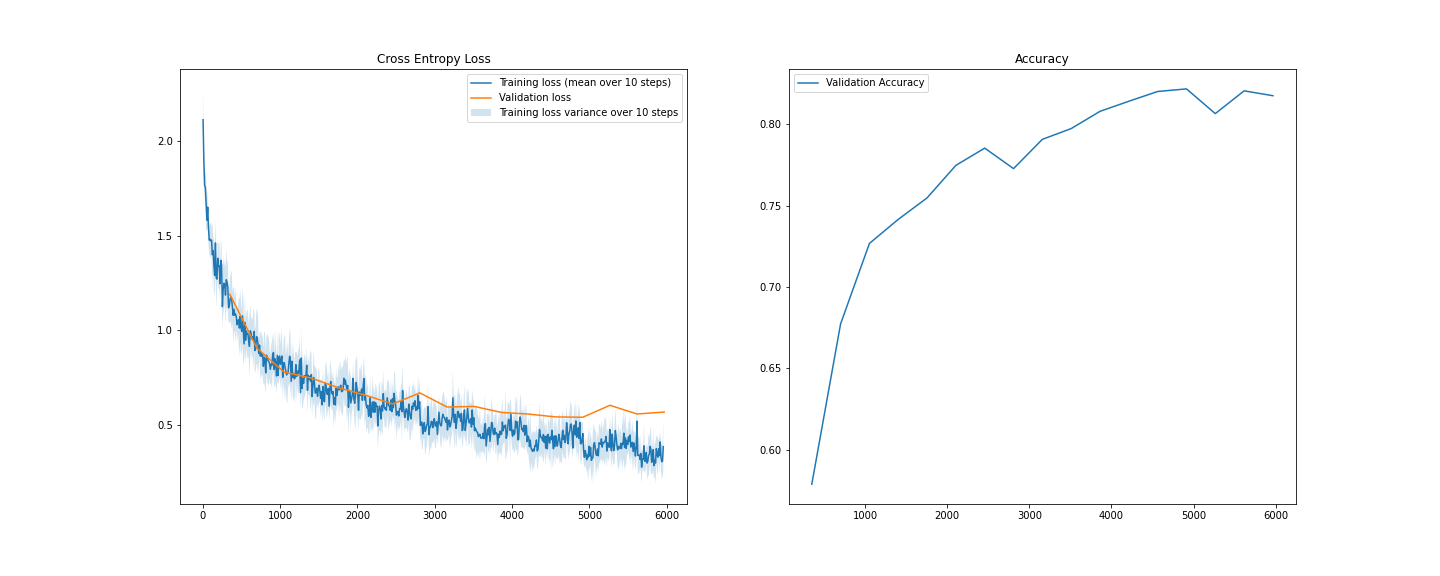 Cross Entropy Loss
Training loss (mean over 10 steps)
Validation loss
Training loss variance over 10 steps
2.0
1.5
1.0
0.5
0 1000 2000 3000 4000 5000 6000
Accuracy
Validation Accuracy
0.80
0.75
0.70
0.65
0.60
1000 2000 3000 4000 5000 6000